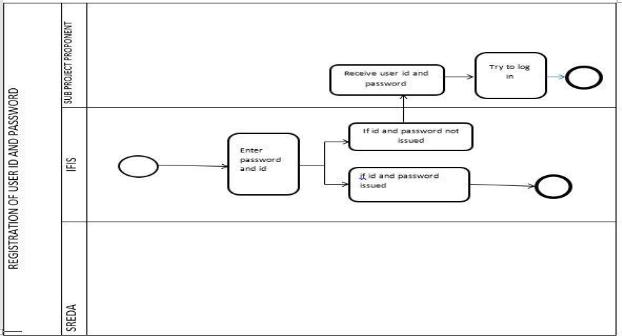 REGISTRATION OF USER ID AND PASSWORD
SUB PROJECT PROPONENT
Receive user id and
password
Try to log
in
IFIS
Enter
password
and id
If id and password not
issued
If id and password
issued
SREDA